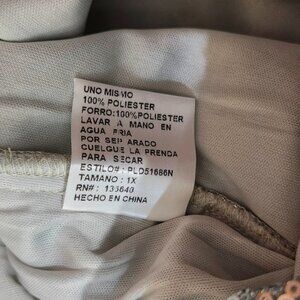 UNO MISMO
100% POLIESTER
FORRO:100%POLIESTER
LAVAR A MANO EN
AGUA FRIA
POR SEPARADO
CUELGUE LA PRENDA
PARA SECAR
ESTILO#: PLD51686N
TAMANO : 1X
RN#: 135640
HECHO EN CHINA